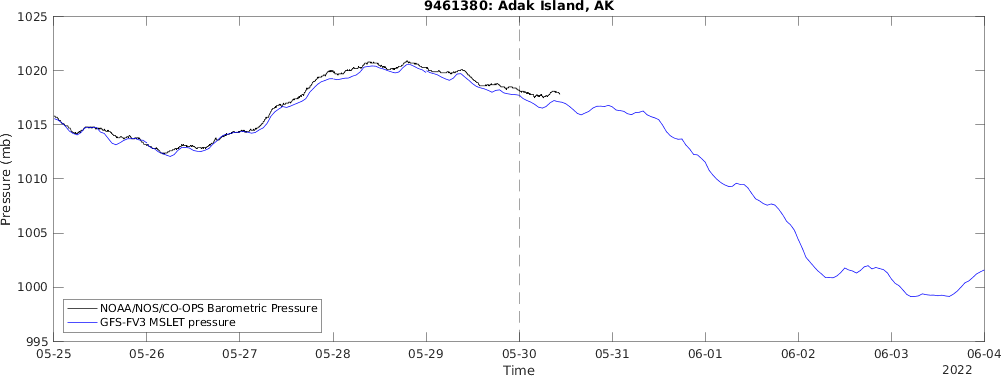 9461380: Adak Island, AK
Pressure (mb)
1025
1020
1015
1010
1005
1000
995
NOAA/NOS/CO-OPS Barometric Pressure
GFS-FV3 MSLET pressure
05-25 05-26 05-27 05-28 05-29 05-30 05-31 06-01 06-02 06-03 06-04
Time
2022